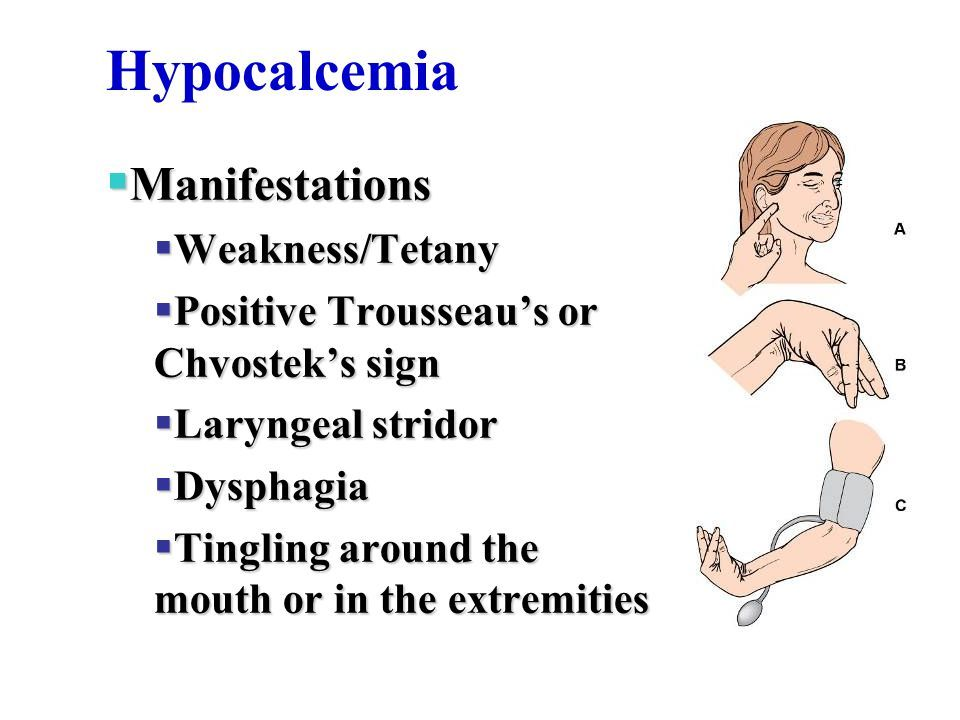 Hypocalcemia
▪Manifestations
▪Weakness/Tetany
▪Positive Trousseau’s or
Chvostek’s sign
▪Laryngeal stridor
▪Dysphagia
▪Tingling around the
mouth or in the extremities
A
B
C